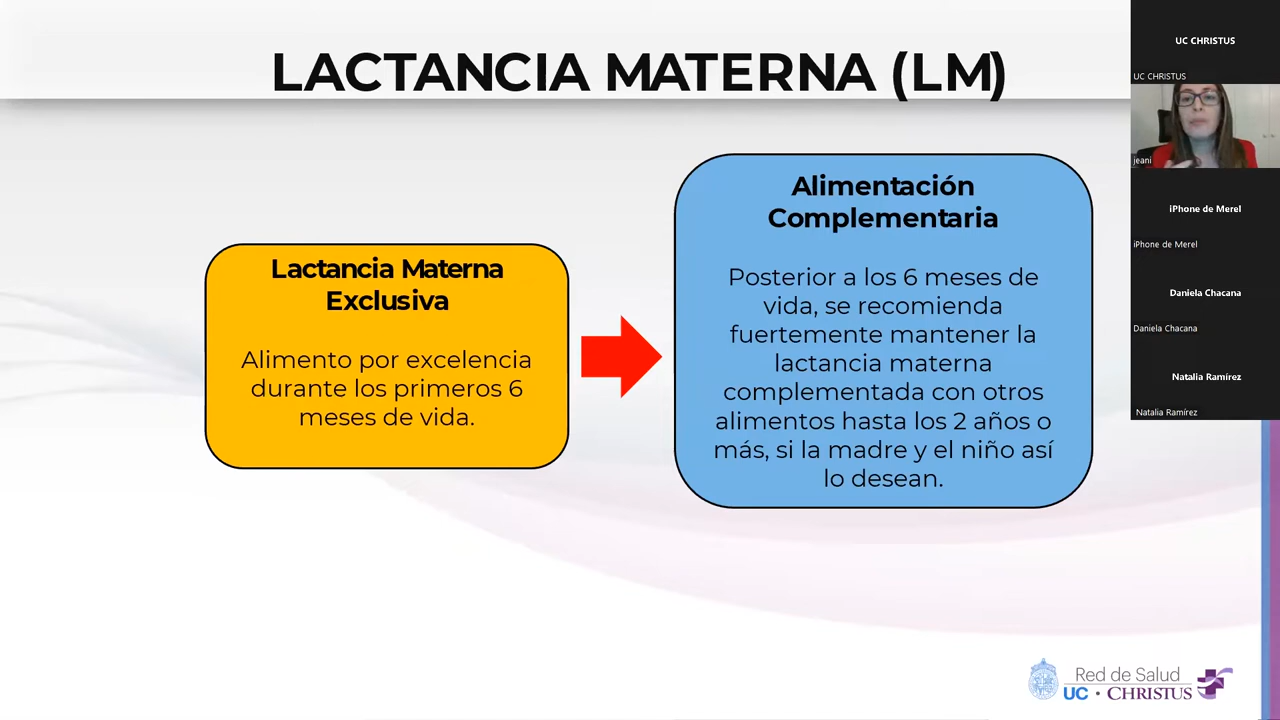 LACTANCIA MATERNA (LM)
Lactancia Materna
Exclusiva
Alimento por excelencia
durante los primeros 6
meses de vida.
Alimentación
Complementaria
Posterior a los 6 meses de
vida, se recomienda
fuertemente mantener la
lactancia materna
complementada con otros
alimentos hasta los 2 años o
más, si la madre y el niño así
lo desean.
UC CHRISTUS
UC CHRISTUS
jeani
iPhone de Merel
iPhone de Merel
Daniela Chacana
Daniela Chacana
Natalia Ramírez
Natalia Ramírez
Red de Salud
UC · CHRISTUS